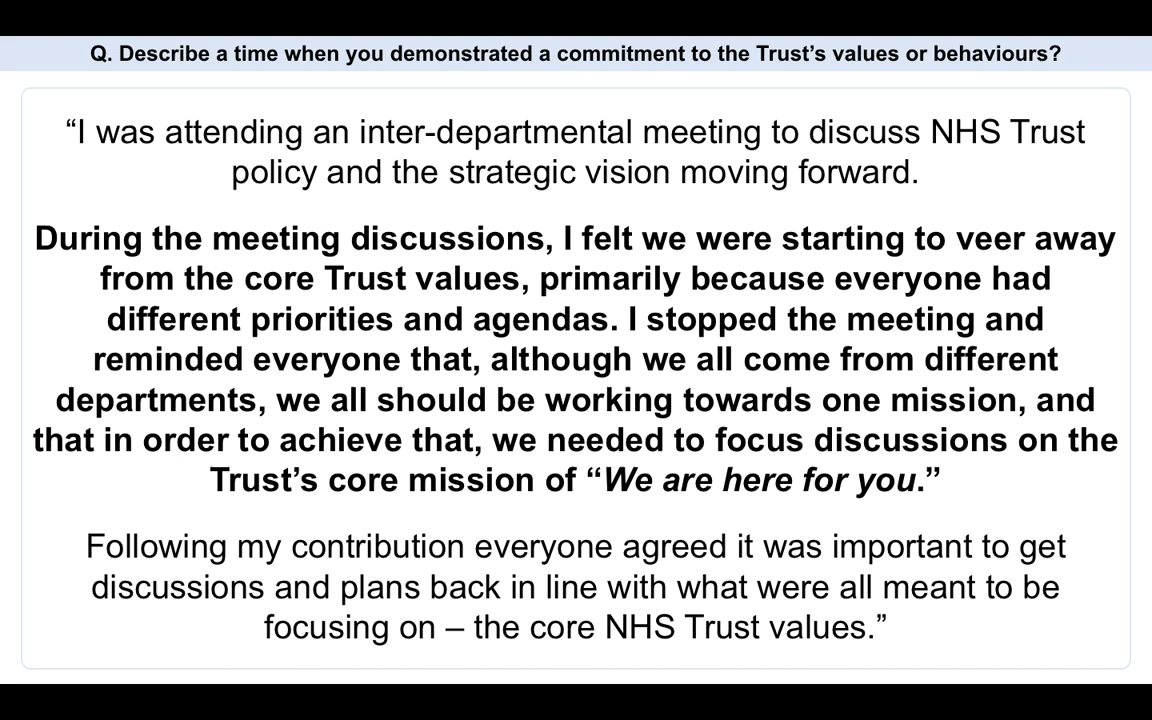 Q. Describe a time when you demonstrated a commitment to the Trust’s values or behaviours?
“I was attending an inter-departmental meeting to discuss NHS Trust
policy and the strategic vision moving forward.
During the meeting discussions, I felt we were starting to veer away
from the core Trust values, primarily because everyone had
different priorities and agendas. I stopped the meeting and
reminded everyone that, although we all come from different
departments, we all should be working towards one mission, and
that in order to achieve that, we needed to focus discussions on the
Trust’s core mission of “We are here for you.”
Following my contribution everyone agreed it was important to get
discussions and plans back in line with what were all meant to be
focusing on – the core NHS Trust values.”